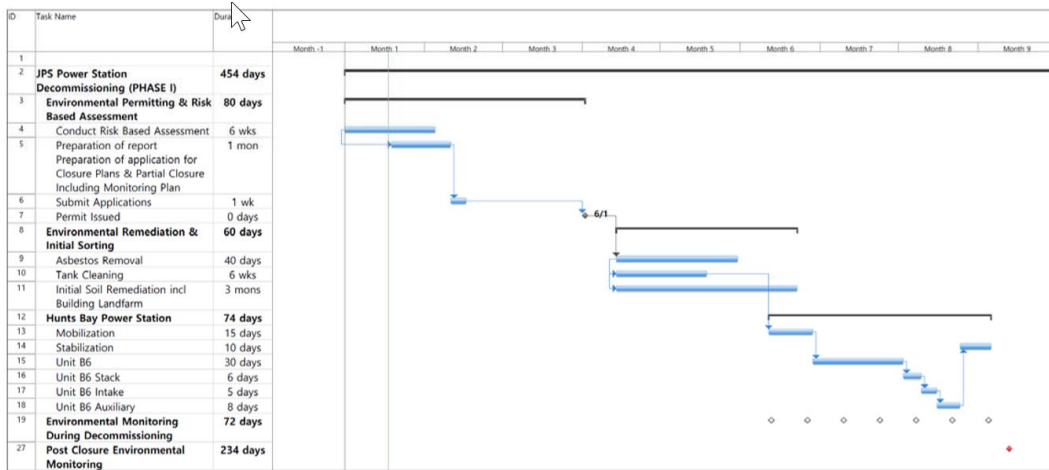 ID Task Name Dura
Month -1 Month 1 Month 2 Month 3 Month 4 Month 5 Month 6 Month 7 Month 8 Month 9
1
2 JPS Power Station 454 days
Decommissioning (PHASE I)
3 Environmental Permitting & Risk 80 days
Based Assessment
4 Conduct Risk Based Assessment 6 wks
5 Preparation of report 1 mon
Preparation of application for
Closure Plans & Partial Closure
Including Monitoring Plan
6 Submit Applications 1 wk
7 Permit Issued 0 days 6/1
8 Environmental Remediation & 60 days
Initial Sorting
9 Asbestos Removal 40 days
10 Tank Cleaning 6 wks
11 Initial Soil Remediation incl 3 mons
Building Landfarm
12 Hunts Bay Power Station 74 days
13 Mobilization 15 days
14 Stabilization 10 days
15 Unit B6 30 days
16 Unit B6 Stack 6 days
17 Unit B6 Intake 5 days
18 Unit B6 Auxiliary 8 days
19 Environmental Monitoring 72 days
During Decommissioning
27 Post Closure Environmental 234 days
Monitoring